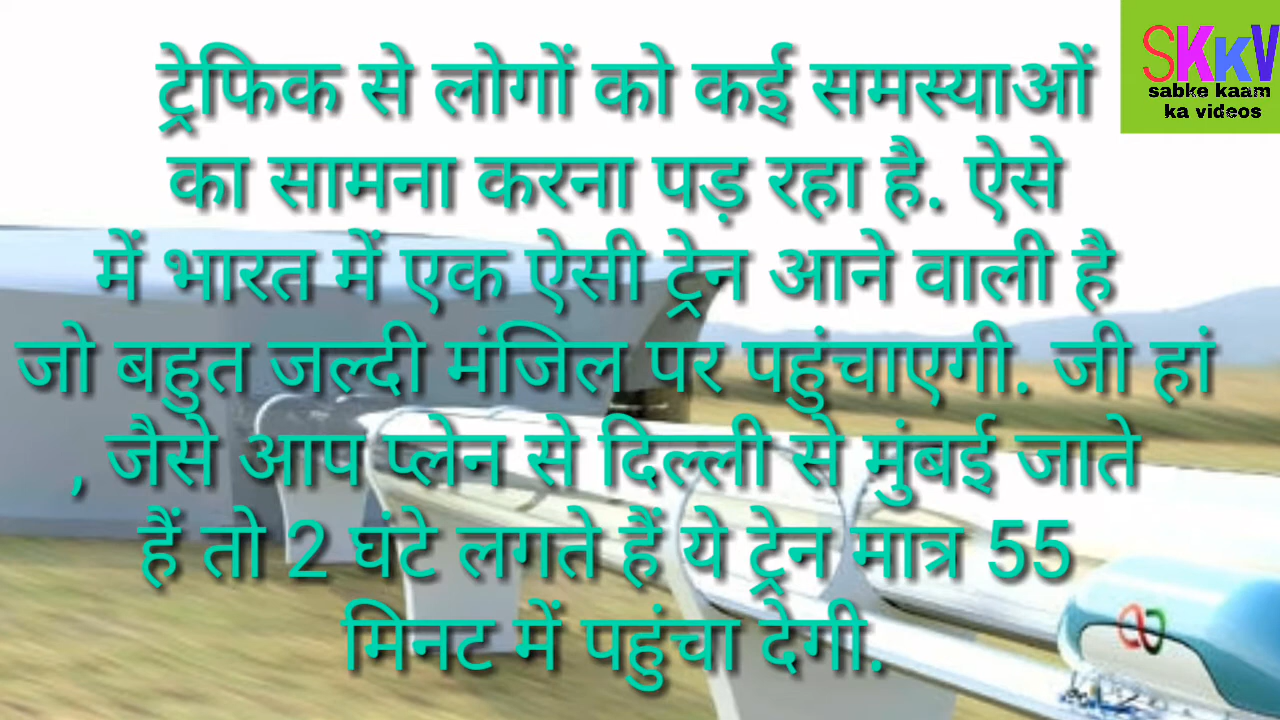 SKKV
sabke kaam
ka videos
ट्रेफिक से लोगों को कई समस्याओं
का सामना करना पड़ रहा है. ऐसे
में भारत में एक ऐसी ट्रेन आने वाली है
जो बहुत जल्दी मंजिल पर पहुंचाएगी. जी हां
, जैसे आप प्लेन से दिल्ली से मुंबई जाते
हैं तो 2 घंटे लगते हैं ये ट्रेन मात्र 55
मिनट में पहुंचा देगी.